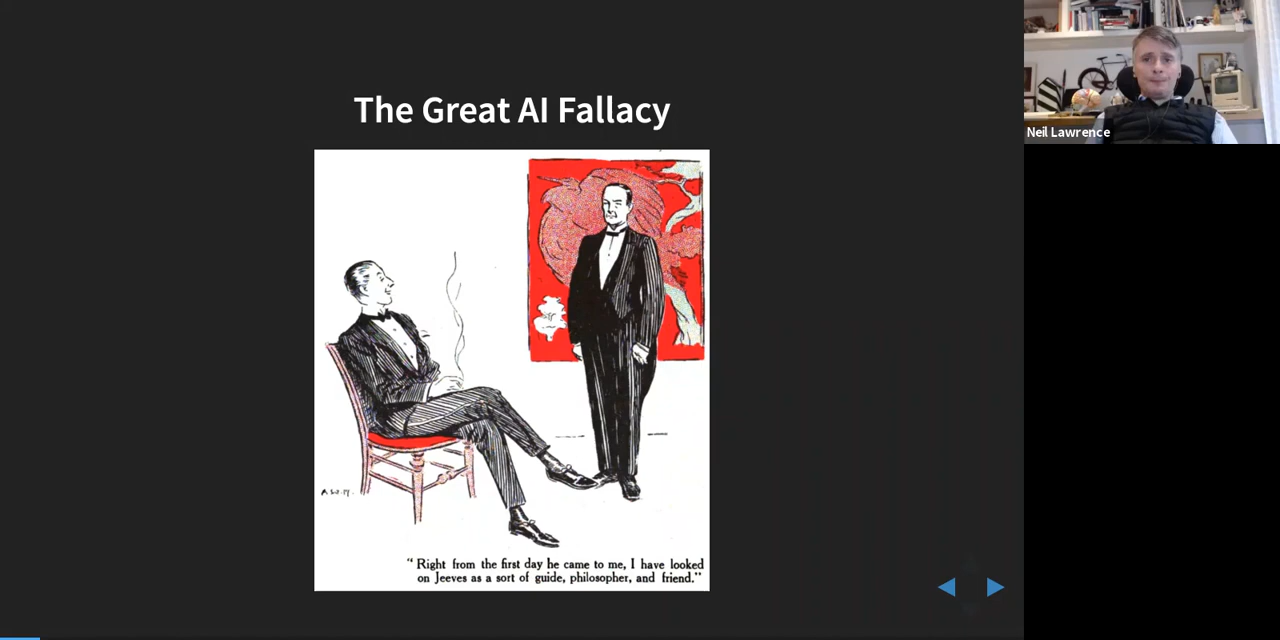 The Great AI Fallacy
Neil Lawrence
A.W.M.
“ Right from the first day he came to me, I have looked
on Jeeves as a sort of guide, philosopher, and friend.”